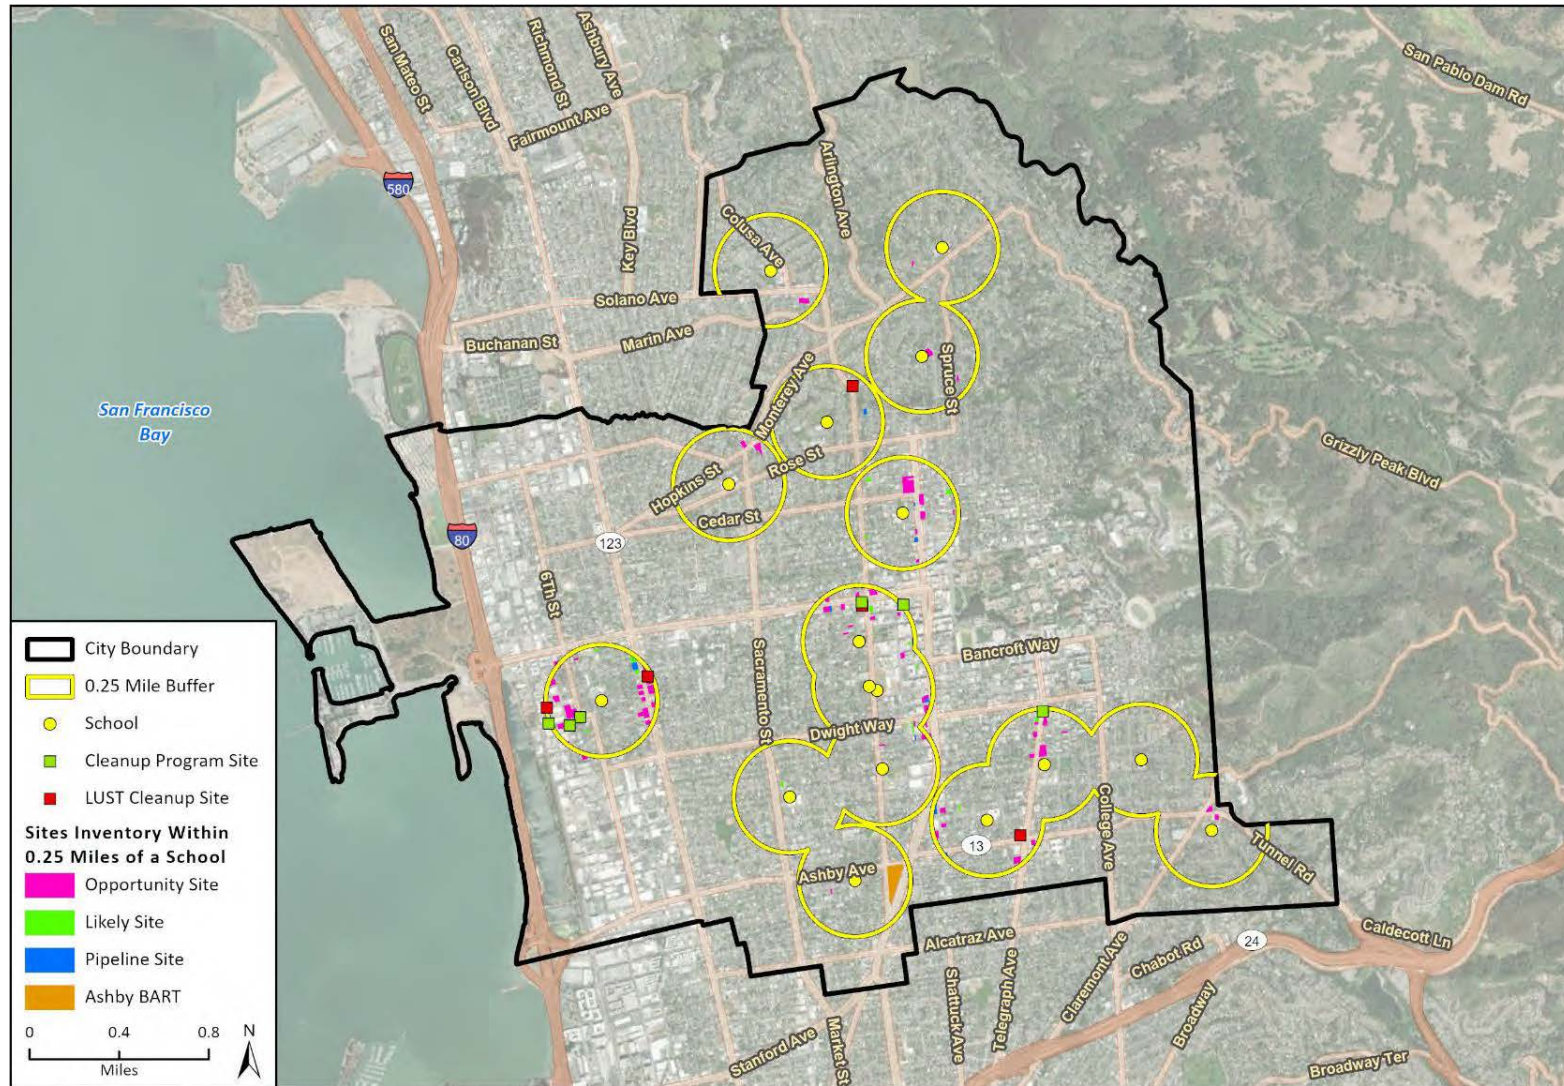 San Mateo St
Carlson Blvd
Richmond St
Ashbury Ave
Fairmount Ave
San Pablo Dam Rd
580
Key Blvd
Colusa Ave
Arlington Ave
Solano Ave
Buchanan St
Marin Ave
Monterey Ave
Spruce St
San Francisco
Bay
Grizzly Peak Blvd
Hopkins St
Rose St
Cedar St
80
123
6Th St
Sacramento St
Bancroft Way
Dwight Way
College Ave
13
Tunnel Rd
Ashby Ave
Alcatraz Ave
Caldecott Ln
24
Chabot Rd
Claremont Ave
Shattuck Ave
Telegraph Ave
Broadway
Market St
Stanford Ave
Broadway Ter
City Boundary
0.25 Mile Buffer
School
Cleanup Program Site
LUST Cleanup Site
Sites Inventory Within
0.25 Miles of a School
Opportunity Site
Likely Site
Pipeline Site
Ashby BART
0 0.4 0.8 N
Miles